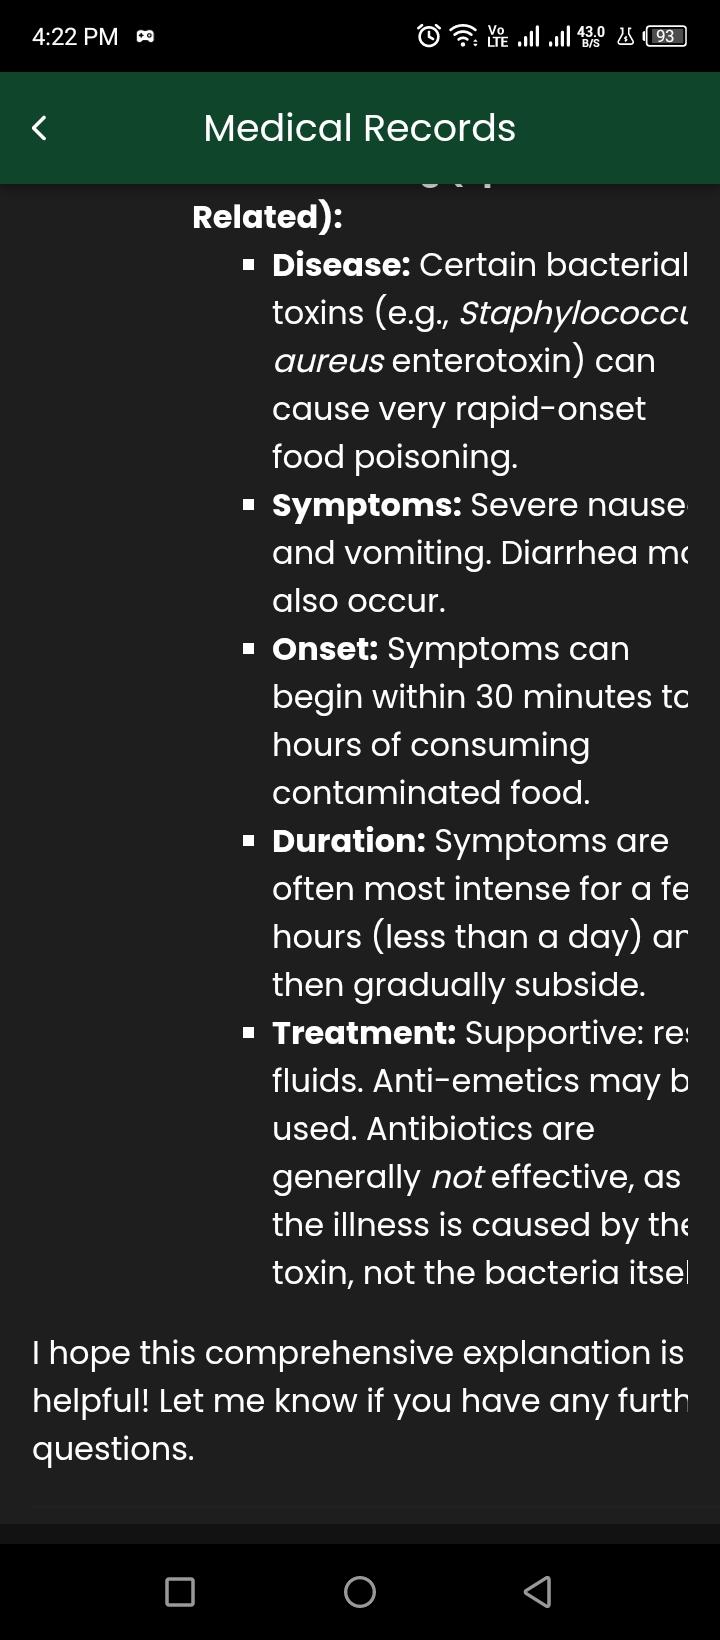 4:22 PM
Vo LTE
43.0 B/S
93
Medical Records
Related):
Disease: Certain bacterial
toxins (e.g., Staphylococcu
aureus enterotoxin) can
cause very rapid-onset
food poisoning.
Symptoms: Severe nause
and vomiting. Diarrhea
also occur.
Onset: Symptoms can
begin within 30 minutes to
hours of consuming
contaminated food.
Duration: Symptoms are
often most intense for a fe
hours (less than a day) an
then gradually subside.
Treatment: Supportive: res
fluids. Anti-emetics may b
used. Antibiotics are
generally not effective, as
the illness is caused by the
toxin, not the bacteria itsel
I hope this comprehensive explanation is
helpful! Let me know if you have any furth
questions.